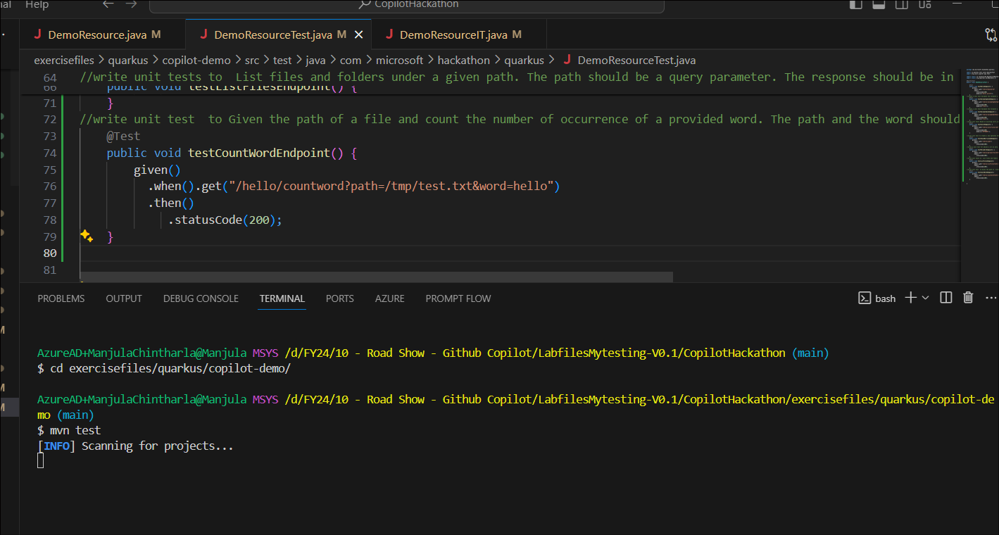 Help
CopilotHackathon
DemoResource.java M
DemoResourceTest.java M
DemoResourceIT.java M
exercisefiles > quarkus > copilot-demo > src > test > java > com > microsoft > hackathon > quarkus > DemoResourceTest.java
64 //write unit tests to  List files and folders under a given path. The path should be a query parameter. The response should be in
66 public void testListFilesEndpoint() {
71 }
72 //write unit test  to Given the path of a file and count the number of occurrence of a provided word. The path and the word should
73 @Test
74 public void testCountWordEndpoint() {
75 given()
76 .when().get("/hello/countword?path=/tmp/test.txt&word=hello")
77 .then()
78 .statusCode(200);
79 }
80
81
PROBLEMS OUTPUT DEBUG CONSOLE TERMINAL PORTS AZURE PROMPT FLOW
bash
AzureAD+ManjulaChintharla@Manjula MSYS /d/FY24/10 - Road Show - Github Copilot/LabfilesMytesting-V0.1/CopilotHackathon (main)
$ cd exercisefiles/quarkus/copilot-demo/
AzureAD+ManjulaChintharla@Manjula MSYS /d/FY24/10 - Road Show - Github Copilot/LabfilesMytesting-V0.1/CopilotHackathon/exercisefiles/quarkus/copilot-de
mo (main)
$ mvn test
[INFO] Scanning for projects...